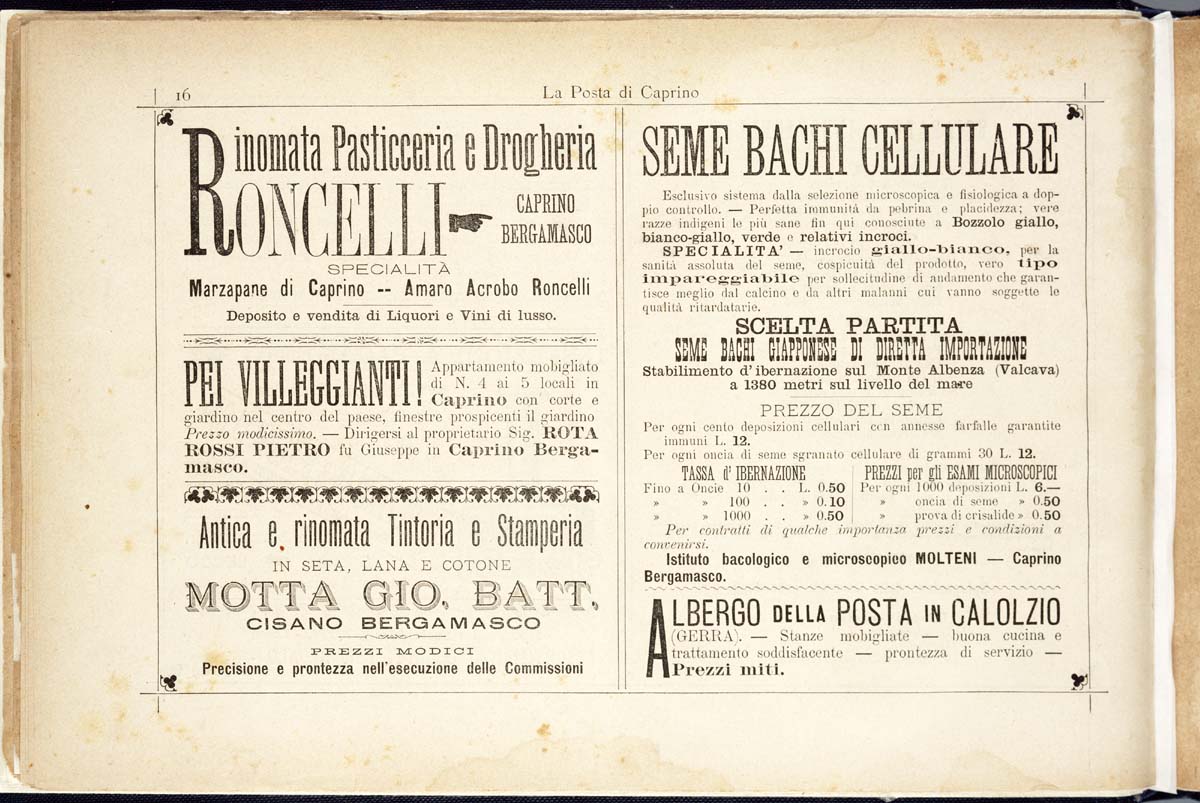 16
La Posta di Caprino
Rinomata Pasticceria e Drogheria
RONCELLI
CAPRINO
BERGAMASCO
SPECIALITÀ
Marzapane di Caprino -- Amaro Acrobo Roncelli
Deposito e vendita di Liquori e Vini di lusso.
PEI VILLEGGIANTI! Appartamento mobigliato
di N. 4 ai 5 locali in
Caprino con corte e
giardino nel centro del paese, finestre prospicenti il giardino
Prezzo modicissimo. — Dirigersi al proprietario Sig. ROTA
ROSSI PIETRO fu Giuseppe in Caprino Berga-
masco.
Antica e rinomata Tintoria e Stamperia
IN SETA, LANA E COTONE
MOTTA GIO. BATT.
CISANO BERGAMASCO
PREZZI MODICI
Precisione e prontezza nell'esecuzione delle Commissioni
SEME BACHI CELLULARE
Esclusivo sistema dalla selezione microscopica e fisiologica a dop-
pio controllo. — Perfetta immunità da pebrina e placidezza; vere
razze indigeni le più sane fin qui conosciute a Bozzolo giallo,
bianco-giallo, verde e relativi incroci.
SPECIALITA' — incrocio giallo-bianco, per la
sanità assoluta del seme, cospicuità del prodotto, vero tipo
impareggiabile per sollecitudine di andamento che garan-
tisce meglio dal calcino e da altri malanni cui vanno soggette le
qualità ritardatarie.
SCELTA PARTITA
SEME BACHI GIAPPONESE DI DIRETTA IMPORTAZIONE
Stabilimento d'ibernazione sul Monte Albenza (Valcava)
a 1380 metri sul livello del mare
PREZZO DEL SEME
Per ogni cento deposizioni cellulari con annesse farfalle garantite
immuni L. 12.
Per ogni oncia di seme sgranato cellulare di grammi 30 L. 12.
TASSA d' IBERNAZIONE
Fino a Oncie 10 . . L. 0.50
» » 100 . . » 0.10
» » 1000 . . » 0.50
PREZZI per gli ESAMI MICROSCOPICI
Per ogni 1000 deposizioni L. 6.—
» oncia di seme » 0.50
» prova di crisalide » 0.50
Per contratti di qualche importanza prezzi e condizioni a
convenirsi.
Istituto bacologico e microscopico MOLTENI — Caprino
Bergamasco.
ALBERGO DELLA POSTA IN CALOLZIO
(GERRA). — Stanze mobigliate — buona cucina e
trattamento soddisfacente — prontezza di servizio —
Prezzi miti.